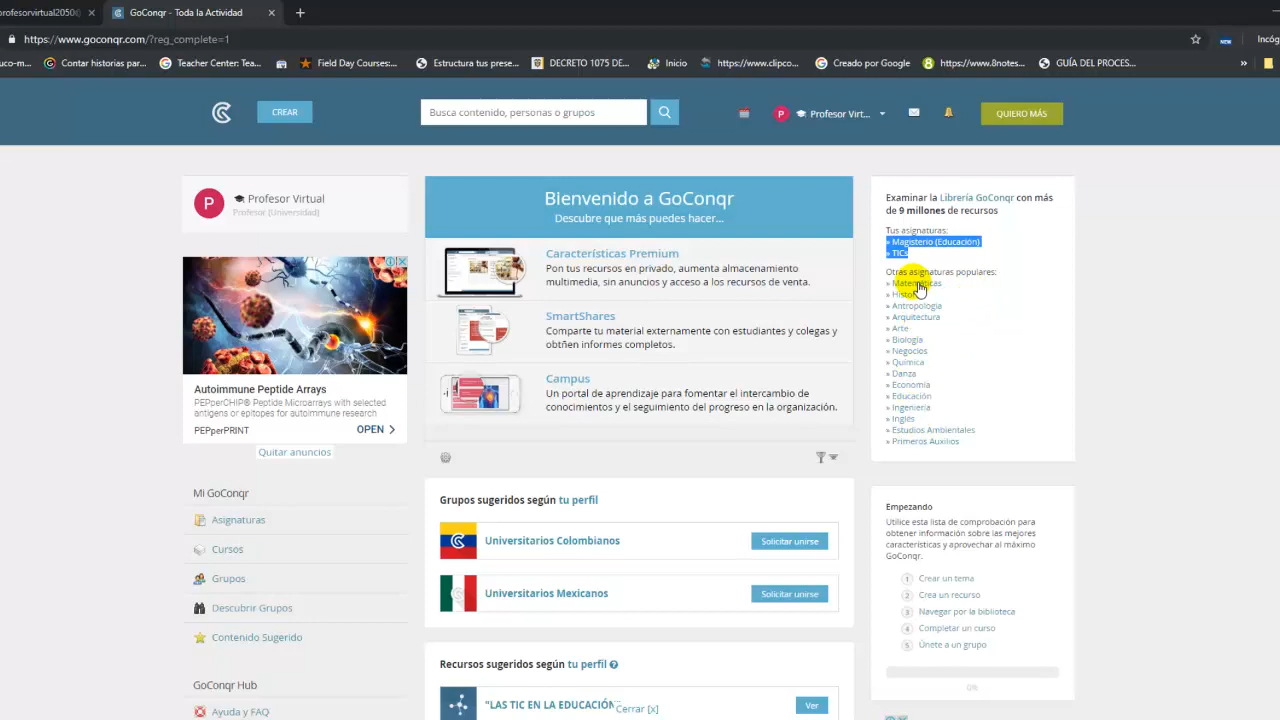 profesorvirtual2050@
GoConqr - Toda la Actividad
https://www.goconqr.com/?reg_complete=1
Incóg
uco-m...
Contar historias par...
Teacher Center: Tea...
Field Day Courses:...
Estructura tus prese...
DECRETO 1075 DE...
Inicio
https://www.clipco...
Creado por Google
https://www.8notes...
GUÍA DEL PROCES...
»
CREAR
Busca contenido, personas o grupos
P
Profesor Virt...
QUIERO MÁS
P
Profesor Virtual
Profesor (Universidad)
Autoimmune Peptide Arrays
PEPperCHIP® Peptide Microarrays with selected
antigens or epitopes for autoimmune research
PEPperPRINT
OPEN
Quitar anuncios
Mi GoConqr
Asignaturas
Cursos
Grupos
Descubrir Grupos
Contenido Sugerido
GoConqr Hub
Ayuda y FAQ
Bienvenido a GoConqr
Descubre que más puedes hacer...
Características Premium
Pon tus recursos en privado, aumenta almacenamiento
multimedia, sin anuncios y acceso a los recursos de venta.
SmartShares
Comparte tu material externamente con estudiantes y colegas y
obtñen informes completos.
Campus
Un portal de aprendizaje para fomentar el intercambio de
conocimientos y el seguimiento del progreso en la organización.
Grupos sugeridos según tu perfil
Universitarios Colombianos
Solicitar unirse
Universitarios Mexicanos
Solicitar unirse
Recursos sugeridos según tu perfil
"LAS TIC EN LA EDUCACIÓN
Ver
Cerrar [x]
Examinar la Librería GoConqr con más
de 9 millones de recursos
Tus asignaturas:
» Magisterio (Educación)
» TICs
Otras asignaturas populares:
» Matemáticas
» Historia
» Antropología
» Arquitectura
» Arte
» Biología
» Negocios
» Química
» Danza
» Economía
» Educación
» Ingeniería
» Inglés
» Estudios Ambientales
» Primeros Auxilios
Empezando
Utilice esta lista de comprobación para
obtener información sobre las mejores
características y aprovechar al máximo
GoConqr.
1 Crear un tema
2 Crea un recurso
3 Navegar por la biblioteca
4 Completar un curso
5 Únete a un grupo
0%